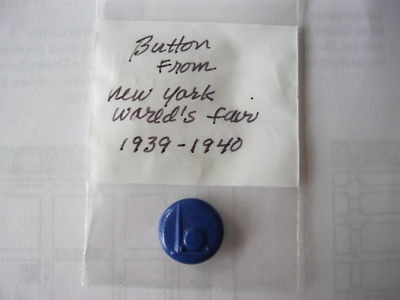 Button
From
New York
World's Fair
1939-1940